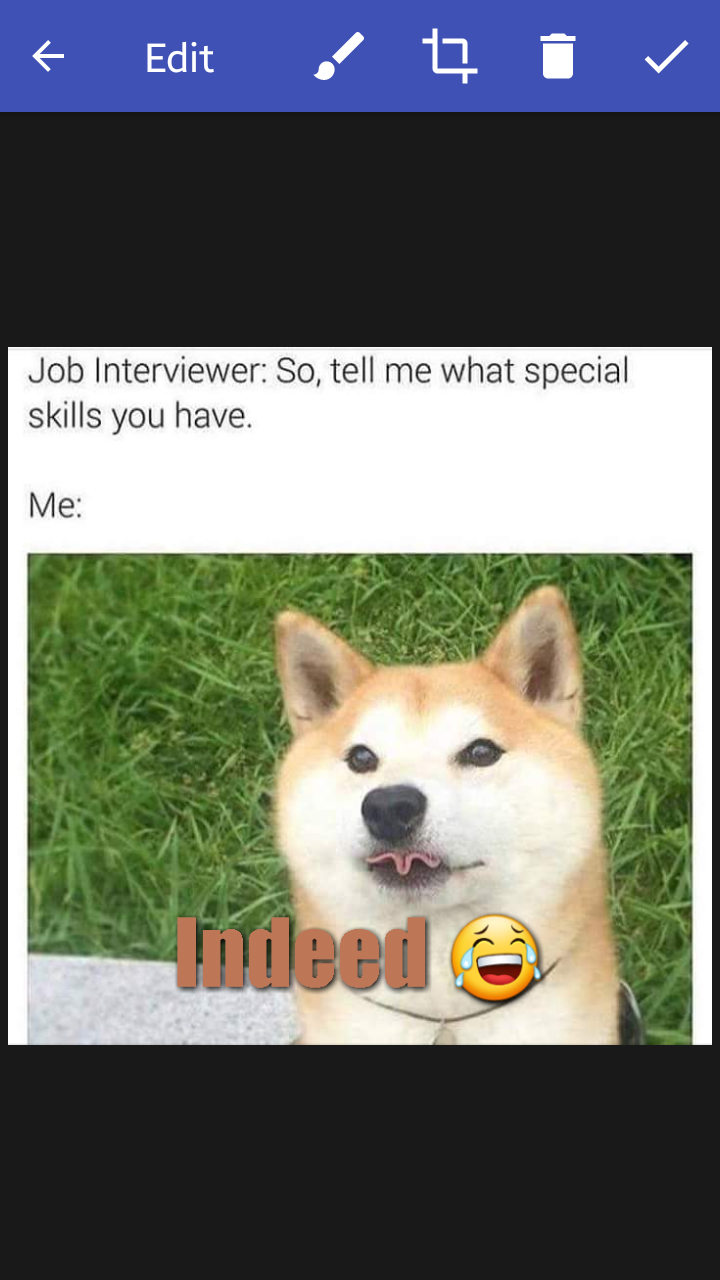 Edit
Job Interviewer: So, tell me what special
skills you have.
Me:
Indeed 😂